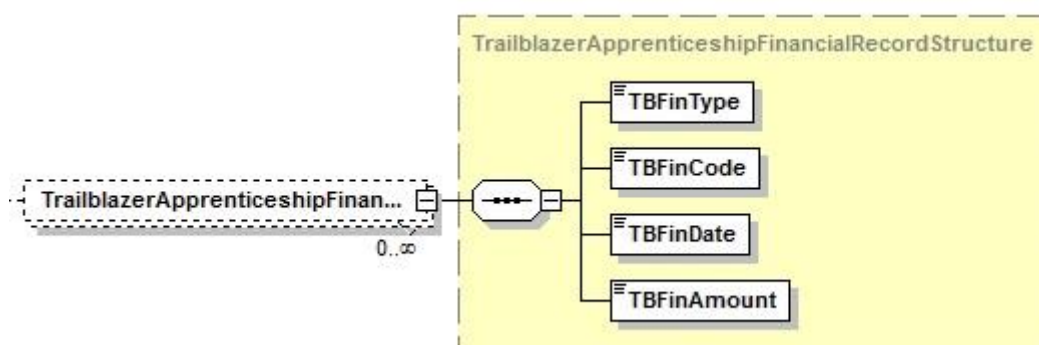 TrailblazerApprenticeshipFinancialRecordStructure
TBFinType
TBFinCode
TrailblazerApprenticeshipFinan...
0..∞
TBFinDate
TBFinAmount